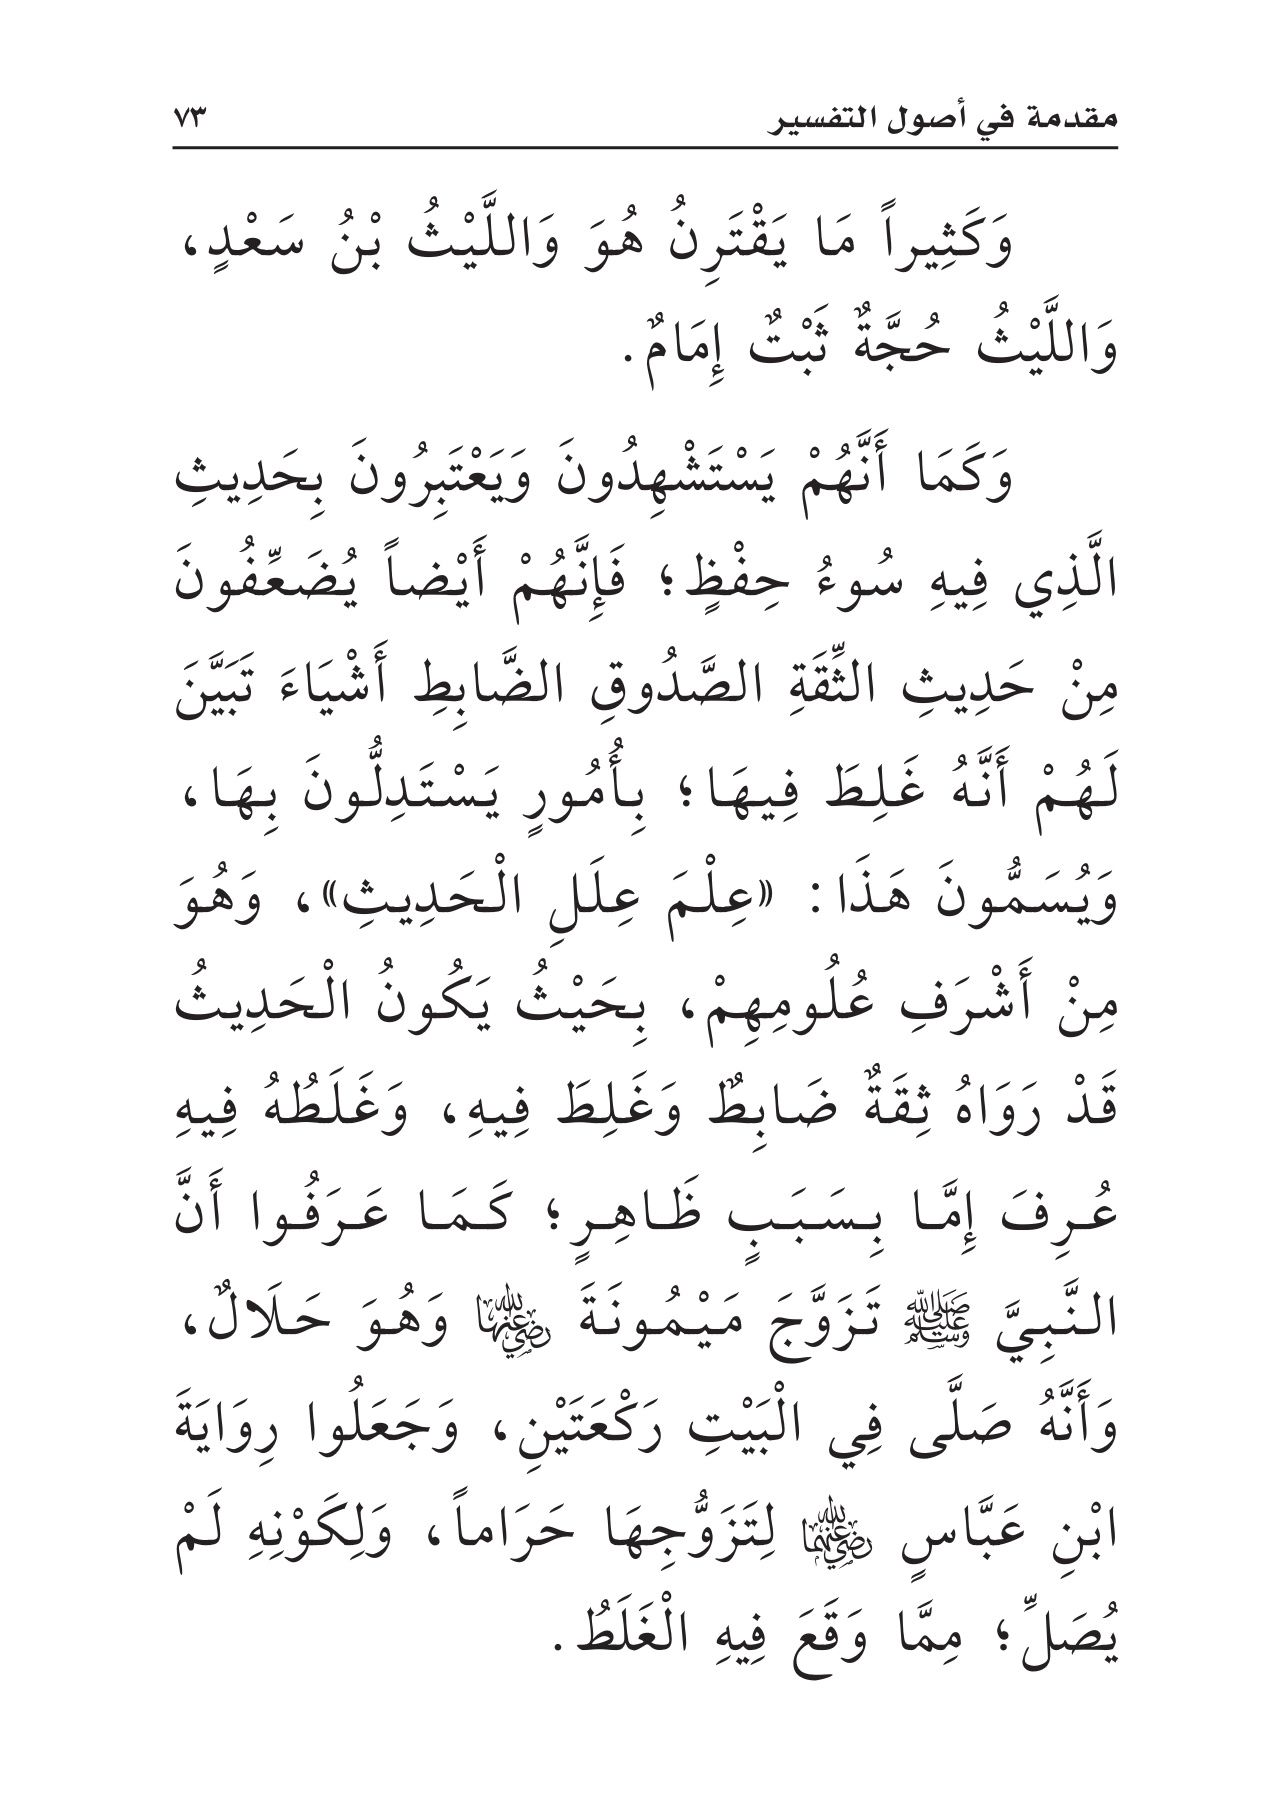 مقدمة في أصول التفسير ٧٣
وَكَثِيراً مَا يَقْتَرِنُ هُوَ وَاللَّيْثُ بْنُ سَعْدٍ،
وَاللَّيْثُ حُجَّةٌ ثَبْتٌ إِمَامٌ.
وَكَمَا أَنَّهُمْ يَسْتَشْهِدُونَ وَيَعْتَبِرُونَ بِحَدِيثِ
الَّذِي فِيهِ سُوءُ حِفْظٍ؛ فَإِنَّهُمْ أَيْضاً يُضَعِّفُونَ
مِنْ حَدِيثِ الثِّقَةِ الصَّدُوقِ الضَّابِطِ أَشْيَاءَ تَبَيَّنَ
لَهُمْ أَنَّهُ غَلِطَ فِيهَا؛ بِأُمُورٍ يَسْتَدِلُّونَ بِهَا،
وَيُسَمُّونَ هَذَا: «عِلْمَ عِلَلِ الْحَدِيثِ»، وَهُوَ
مِنْ أَشْرَفِ عُلُومِهِمْ، بِحَيْثُ يَكُونُ الْحَدِيثُ
قَدْ رَوَاهُ ثِقَةٌ ضَابِطٌ وَغَلِطَ فِيهِ، وَغَلَطُهُ فِيهِ
عُرِفَ إِمَّا بِسَبَبٍ ظَاهِرٍ؛ كَمَا عَرَفُوا أَنَّ
النَّبِيَّ ﷺ تَزَوَّجَ مَيْمُونَةَ رضي الله عنها وَهُوَ حَلَالٌ،
وَأَنَّهُ صَلَّى فِي الْبَيْتِ رَكْعَتَيْنِ، وَجَعَلُوا رِوَايَةَ
ابْنِ عَبَّاسٍ رضي الله عنهما لِتَزَوُّجِهَا حَرَاماً، وَلِكَوْنِهِ لَمْ
يُصَلِّ؛ مِمَّا وَقَعَ فِيهِ الْغَلَطُ.